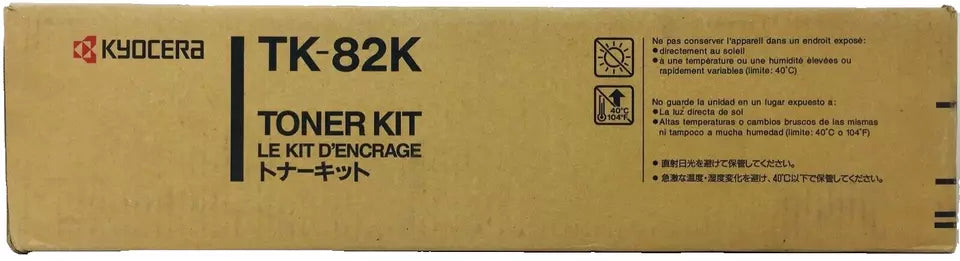 KYOCERA
TK-82K
TONER KIT
LE KIT D'ENCRAGE
トナーキット
Ne pas conserver l'appareil dans un endroit exposé:
●directement au soleil
●à une température ou une humidité élevées ou
rapidement variables (limite: 40°C)
40°C
104°F
No guarde la unidad en un lugar expuesto a:
●La luz directa de sol
●Altas temperaturas o cambios bruscos de las mismas
ni tampoco a mucha humedad (limite: 40°C o 104°F)
●直射日光を避けて保管してください。
●急激な温度・湿度変化を避け、40℃以下で保管してください。